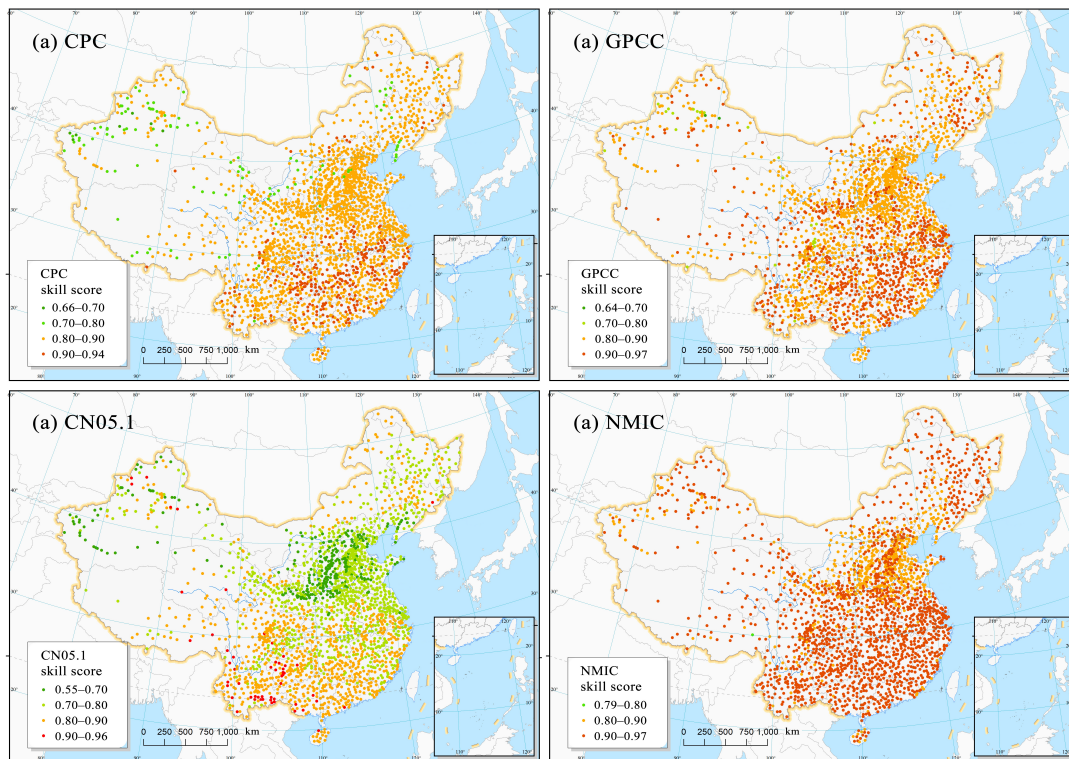 (a) CPC
CPC
skill score
0.66–0.70
0.70–0.80
0.80–0.90
0.90–0.94
0 250 500 750 1,000 km
(a) GPCC
GPCC
skill score
0.64–0.70
0.70–0.80
0.80–0.90
0.90–0.97
0 250 500 750 1,000 km
(a) CN05.1
CN05.1
skill score
0.55–0.70
0.70–0.80
0.80–0.90
0.90–0.96
0 250 500 750 1,000 km
(a) NMIC
NMIC
skill score
0.79–0.80
0.80–0.90
0.90–0.97
0 250 500 750 1,000 km